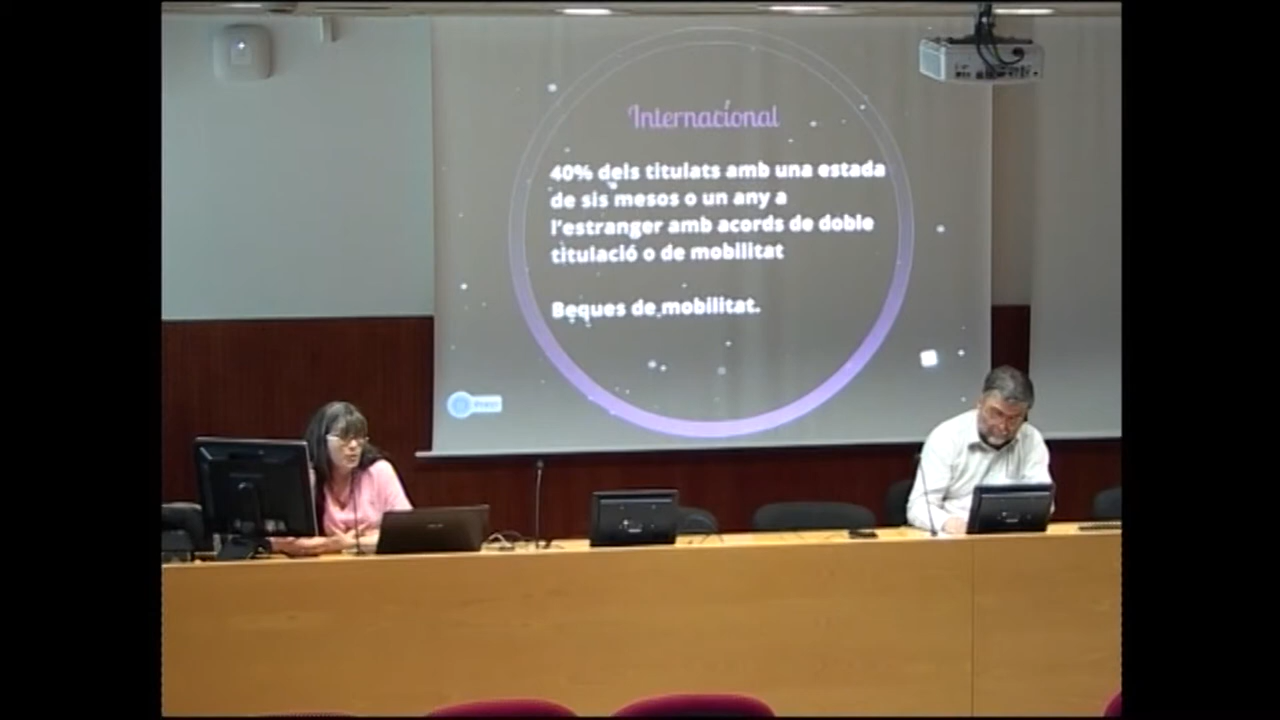 Internacional
40% dels titulats amb una estada
de sis mesos o un any a
l'estranger amb acords de doble
titulació o de mobilitat
Beques de mobilitat.